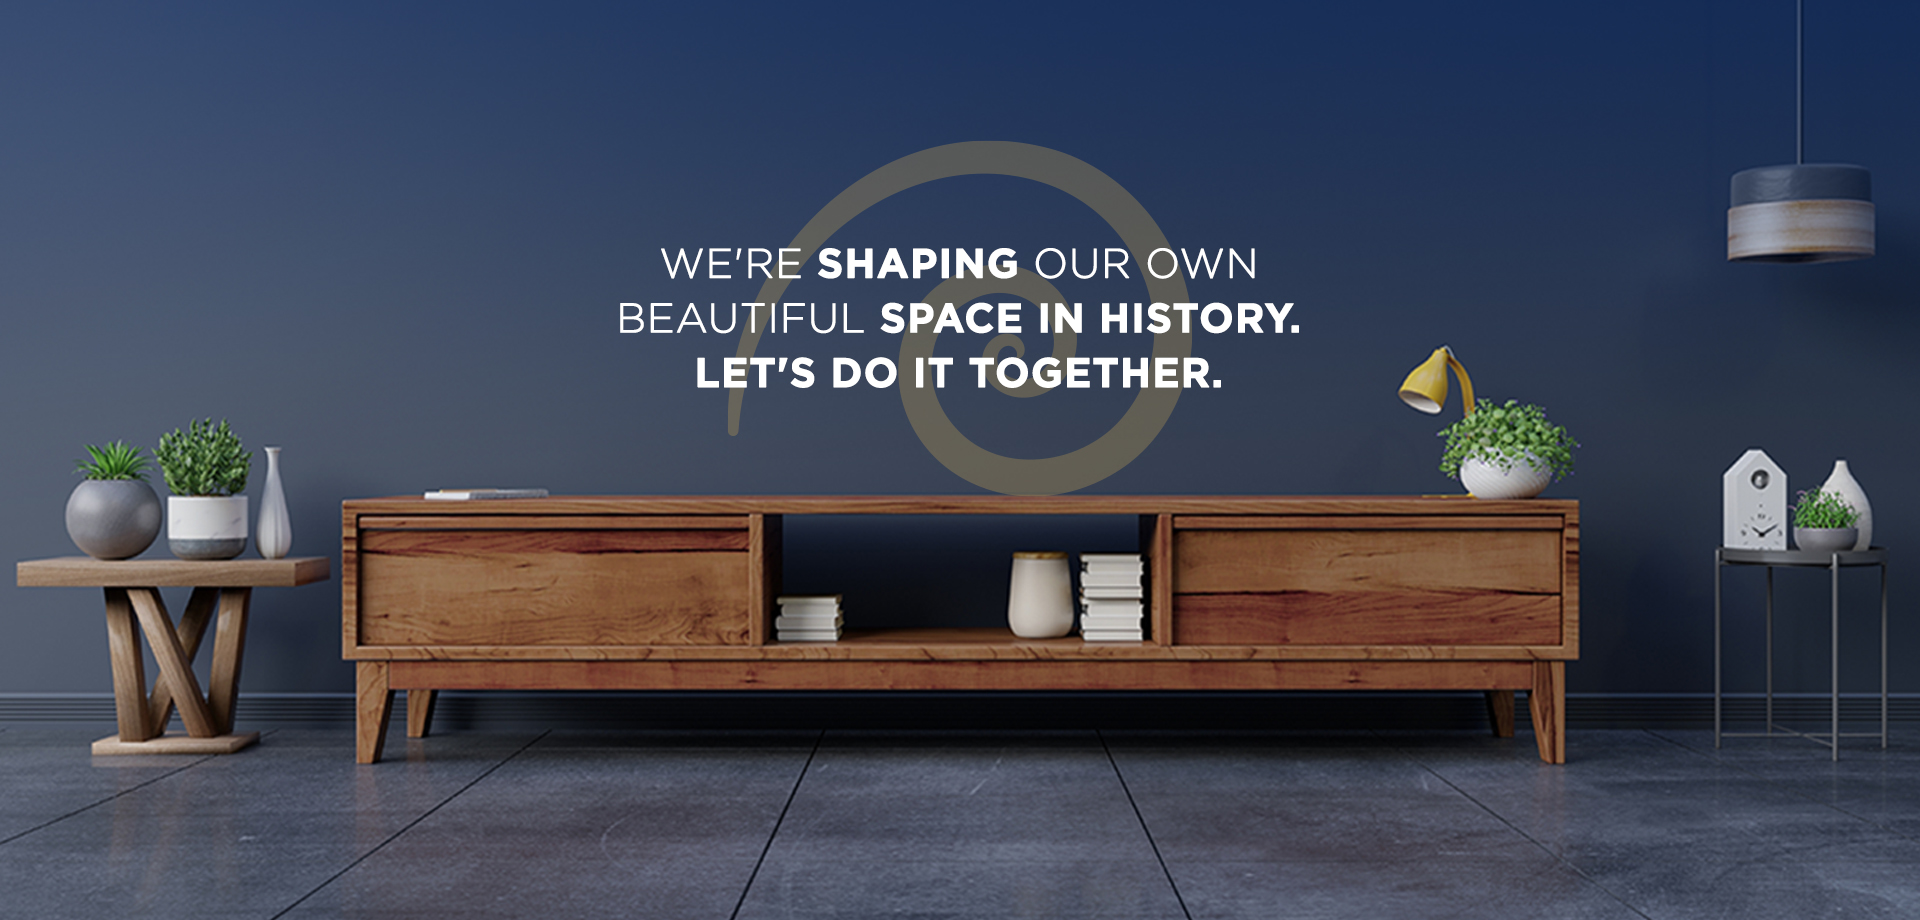 WE'RE SHAPING OUR OWN
BEAUTIFUL SPACE IN HISTORY.
LET'S DO IT TOGETHER.